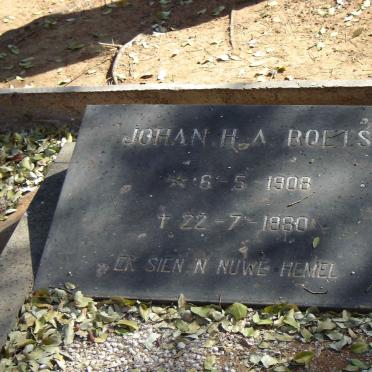 JOHAN H. A ROETS
* 6-5 1908
† 22-7-1980
EK SIEN 'N NUWE HEMEL